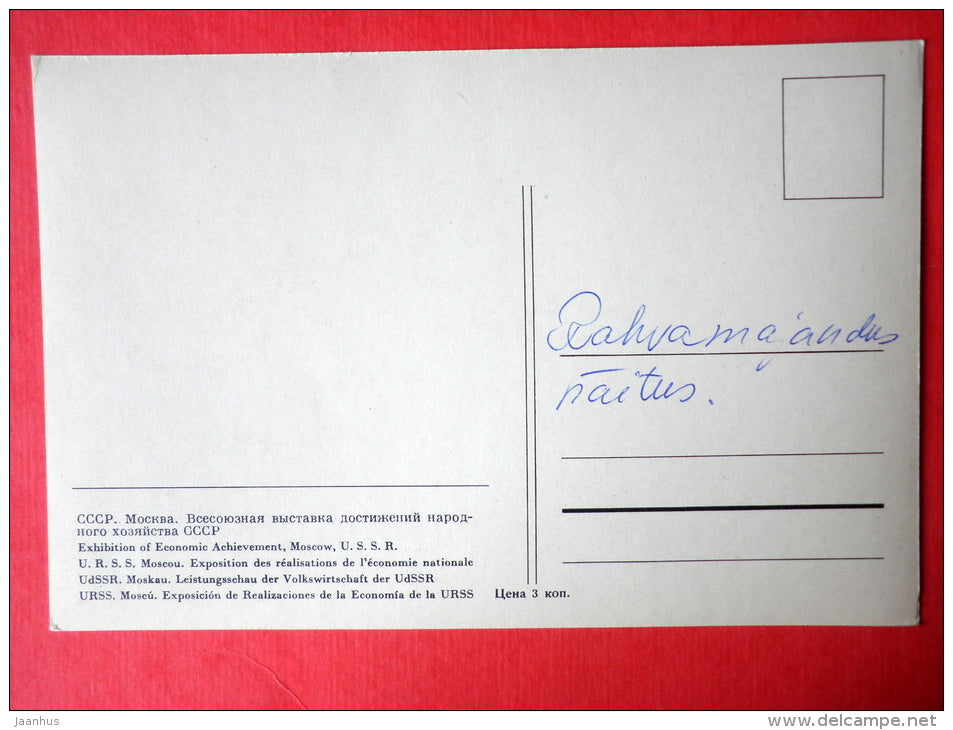 Rahvamajandus
näitus.
СССР. Москва. Всесоюзная выставка достижений народ-
ного хозяйства СССР
Exhibition of Economic Achievement, Moscow, U. S. S. R.
U. R. S. S. Moscou. Exposition des réalisations de l'économie nationale
UdSSR. Moskau. Leistungsschau der Volkswirtschaft der UdSSR
URSS. Moscú. Exposición de Realizaciones de la Economía de la URSS
Цена 3 коп.
jaanhus
www.delcampe.net